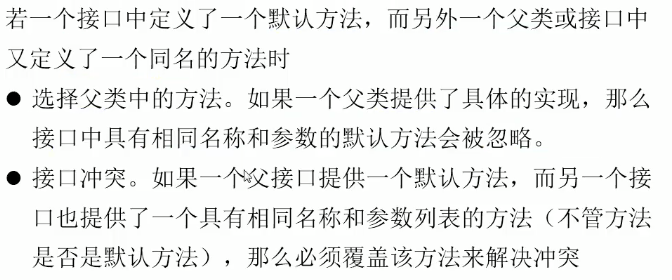 若一个接口中定义了一个默认方法，而另外一个父类或接口中
又定义了一个同名的方法时
● 选择父类中的方法。如果一个父类提供了具体的实现，那么
接口中具有相同名称和参数的默认方法会被忽略。
● 接口冲突。如果一个父接口提供一个默认方法，而另一个接
口也提供了一个具有相同名称和参数列表的方法（不管方法
是否是默认方法），那么必须覆盖该方法来解决冲突